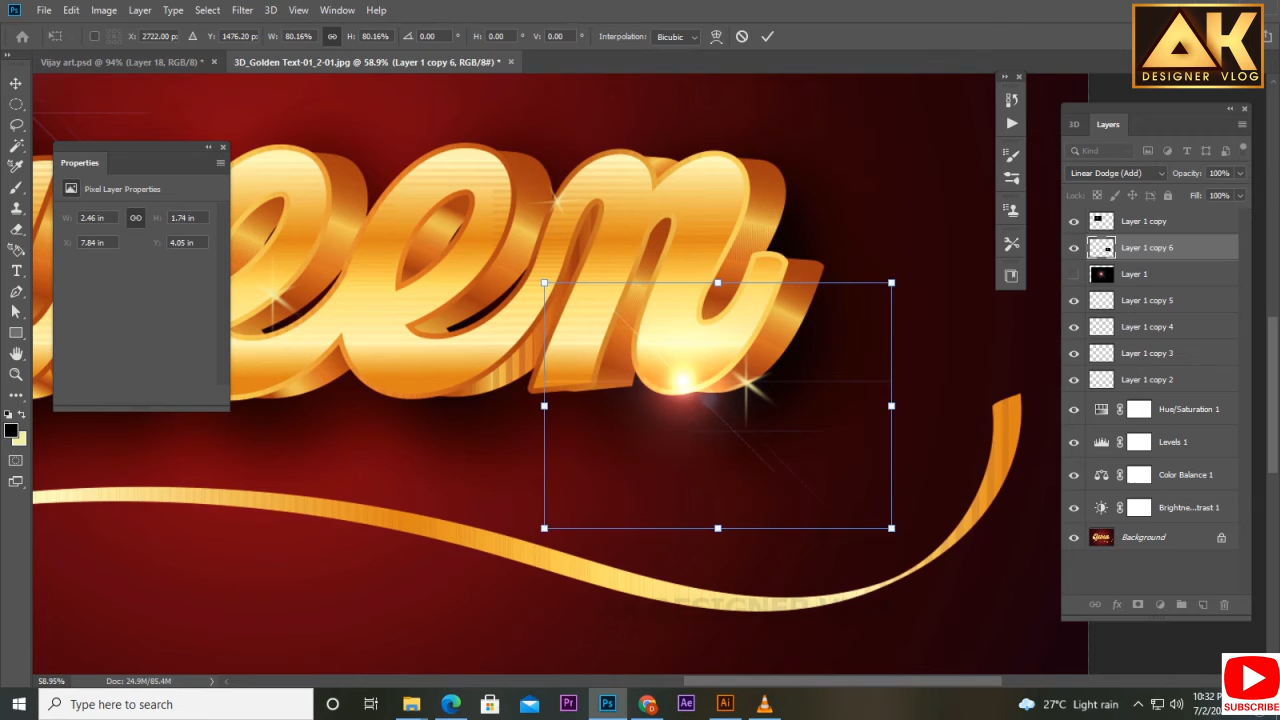 File Edit Image Layer Type Select Filter 3D View Window Help
X: 2722.00 p: Y: 1476.20 p: W: 80.16% H: 80.16% 0.00 ° H: 0.00 ° V: 0.00 ° Interpolation: Bicubic
Vijay art.psd @ 94% (Layer 18, RGB/8) * × 3D_Golden Text-01_2-01.jpg @ 58.9% (Layer 1 copy 6, RGB/8#) * ×
AK
DESIGNER VLOG
Properties
Pixel Layer Properties
W: 2.46 in H: 1.74 in
X: 7.84 in Y: 4.05 in
eem
3D Layers
Kind
Linear Dodge (Add) Opacity: 100%
Lock: Fill: 100%
Layer 1 copy
Layer 1 copy 6
Layer 1
Layer 1 copy 5
Layer 1 copy 4
Layer 1 copy 3
Layer 1 copy 2
Hue/Saturation 1
Levels 1
Color Balance 1
Brightne...trast 1
Background
fx
58.95% Doc: 24.9M/85.4M
SUBSCRIBE
Type here to search
Pr Ps Ae Ai
27°C Light rain
10:32 P